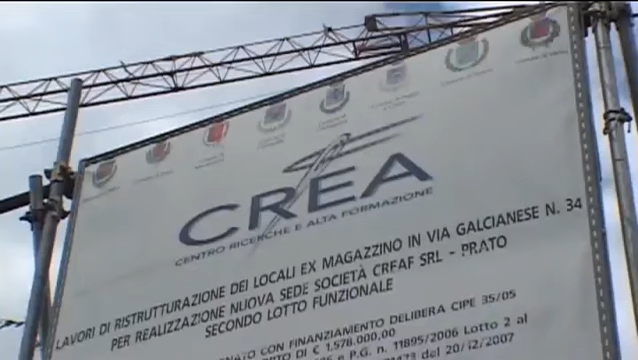 CREA
CENTRO RICERCHE E ALTA FORMAZIONE
LAVORI DI RISTRUTTURAZIONE DEI LOCALI EX MAGAZZINO IN VIA GALCIANESE N. 34
PER REALIZZAZIONE NUOVA SEDE SOCIETÀ CREAF SRL - PRATO
SECONDO LOTTO FUNZIONALE
CON FINANZIAMENTO DELIBERA CIPE 35/05
DI € 1.578.000,00
e P.G. n. 11895/2006 Lotto 2 al
del 20/12/2007